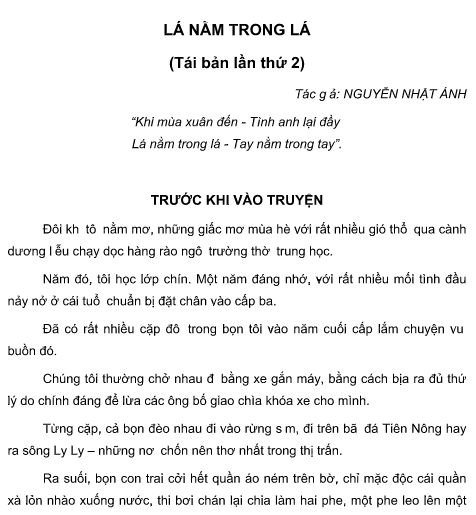 LÁ NẰM TRONG LÁ
(Tái bản lần thứ 2)
Tác g ả: NGUYỄN NHẬT ÁNH
“Khi mùa xuân đến - Tình anh lại đầy
Lá nằm trong lá - Tay nằm trong tay”.
TRƯỚC KHI VÀO TRUYỆN
Đôi kh tô nằm mơ, những giấc mơ mùa hè với rất nhiều gió thổ qua cành
dương l ễu chạy dọc hàng rào ngô trường thờ trung học.
Năm đó, tôi học lớp chín. Một năm đáng nhớ, với rất nhiều mối tình đầu
nảy nở ở cái tuổ chuẩn bị đặt chân vào cấp ba.
Đã có rất nhiều cặp đô trong bọn tôi vào năm cuối cấp lắm chuyện vu
buồn đó.
Chúng tôi thường chở nhau đ bằng xe gắn máy, bằng cách bịa ra đủ thứ
lý do chính đáng để lừa các ông bố giao chìa khóa xe cho mình.
Từng cặp, cả bọn đèo nhau đi vào rừng s m, đi trên bã đá Tiên Nông hay
ra sông Ly Ly – những nơ chốn nên thơ nhất trong thị trấn.
Ra suối, bọn con trai cởi hết quần áo ném trên bờ, chỉ mặc độc cái quần
xà lỏn nhào xuống nước, thi bơi chán lại chia làm hai phe, một phe leo lên một